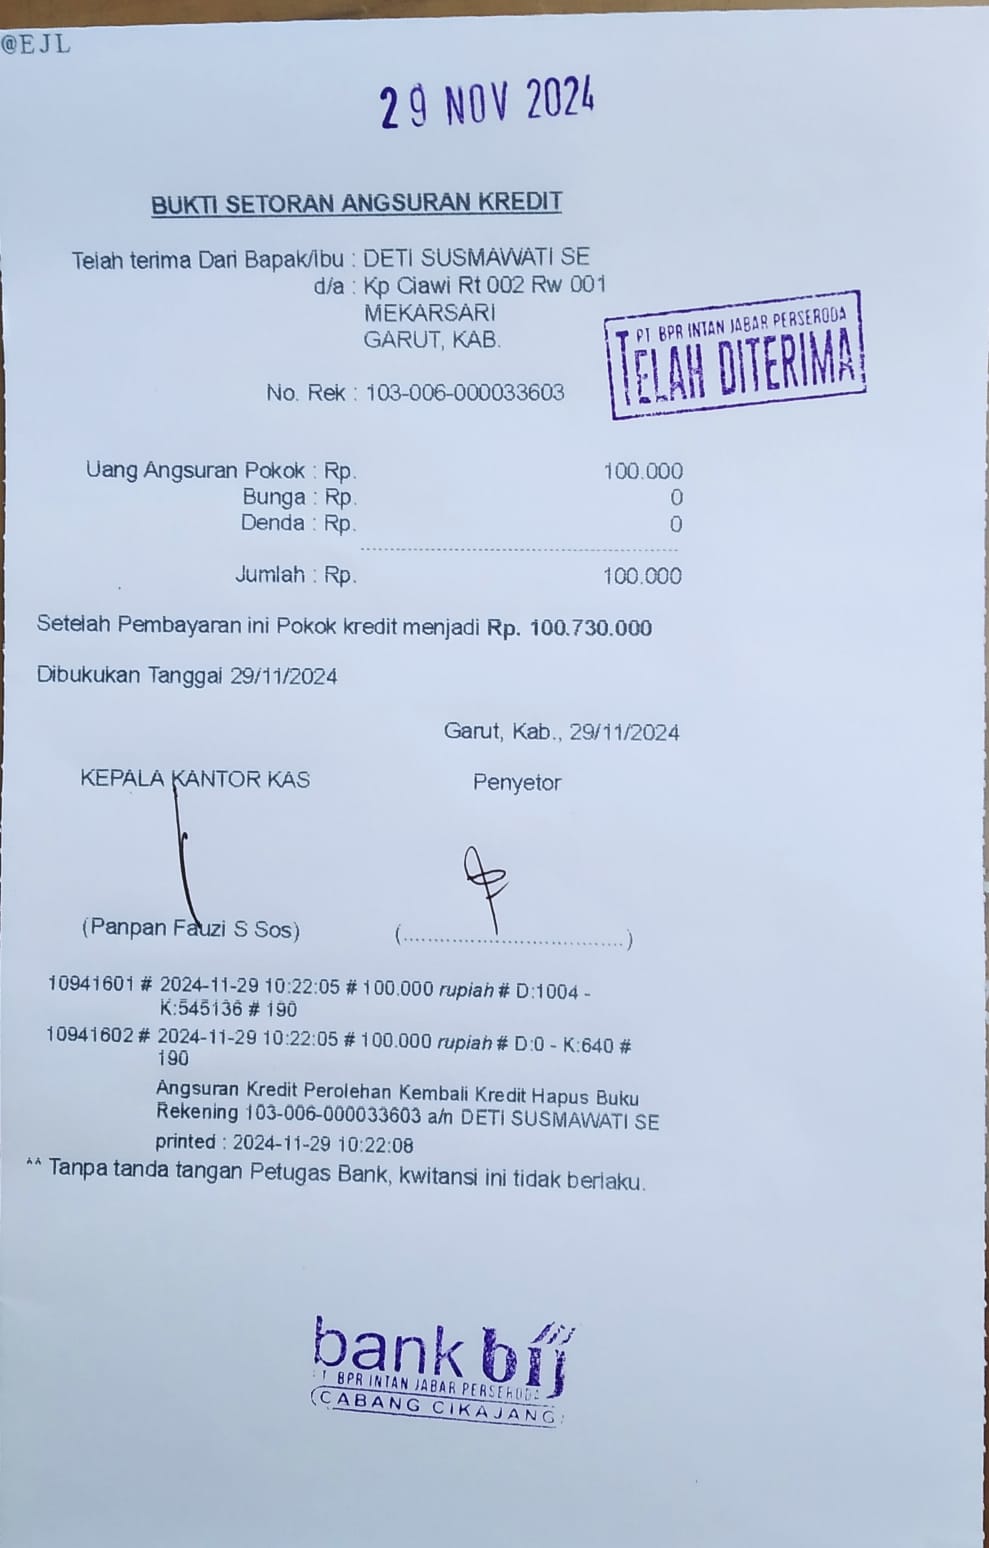 @EJL
29 NOV 2024
BUKTI SETORAN ANGSURAN KREDIT
Telah terima Dari Bapak/Ibu : DETI SUSMAWATI SE
d/a : Kp Ciawi Rt 002 Rw 001
MEKARSARI
GARUT, KAB.
PT BPR INTAN JABAR PERSERODA
TELAH DITERIMA
No. Rek : 103-006-000033603
Uang Angsuran Pokok : Rp. 100.000
Bunga : Rp. 0
Denda : Rp. 0
Jumlah : Rp. 100.000
Setelah Pembayaran ini Pokok kredit menjadi Rp. 100.730.000
Dibukukan Tanggal 29/11/2024
Garut, Kab., 29/11/2024
KEPALA KANTOR KAS Penyetor
(Panpan Fauzi S Sos) (....................................)
10941601 # 2024-11-29 10:22:05 # 100.000 rupiah # D:1004 -
K:545136 # 190
10941602 # 2024-11-29 10:22:05 # 100.000 rupiah # D:0 - K:640 #
190
Angsuran Kredit Perolehan Kembali Kredit Hapus Buku
Rekening 103-006-000033603 a/n DETI SUSMAWATI SE
printed : 2024-11-29 10:22:08
^^ Tanpa tanda tangan Petugas Bank, kwitansi ini tidak berlaku.
bank bij
PT BPR INTAN JABAR PERSERODA
CABANG CIKAJANG